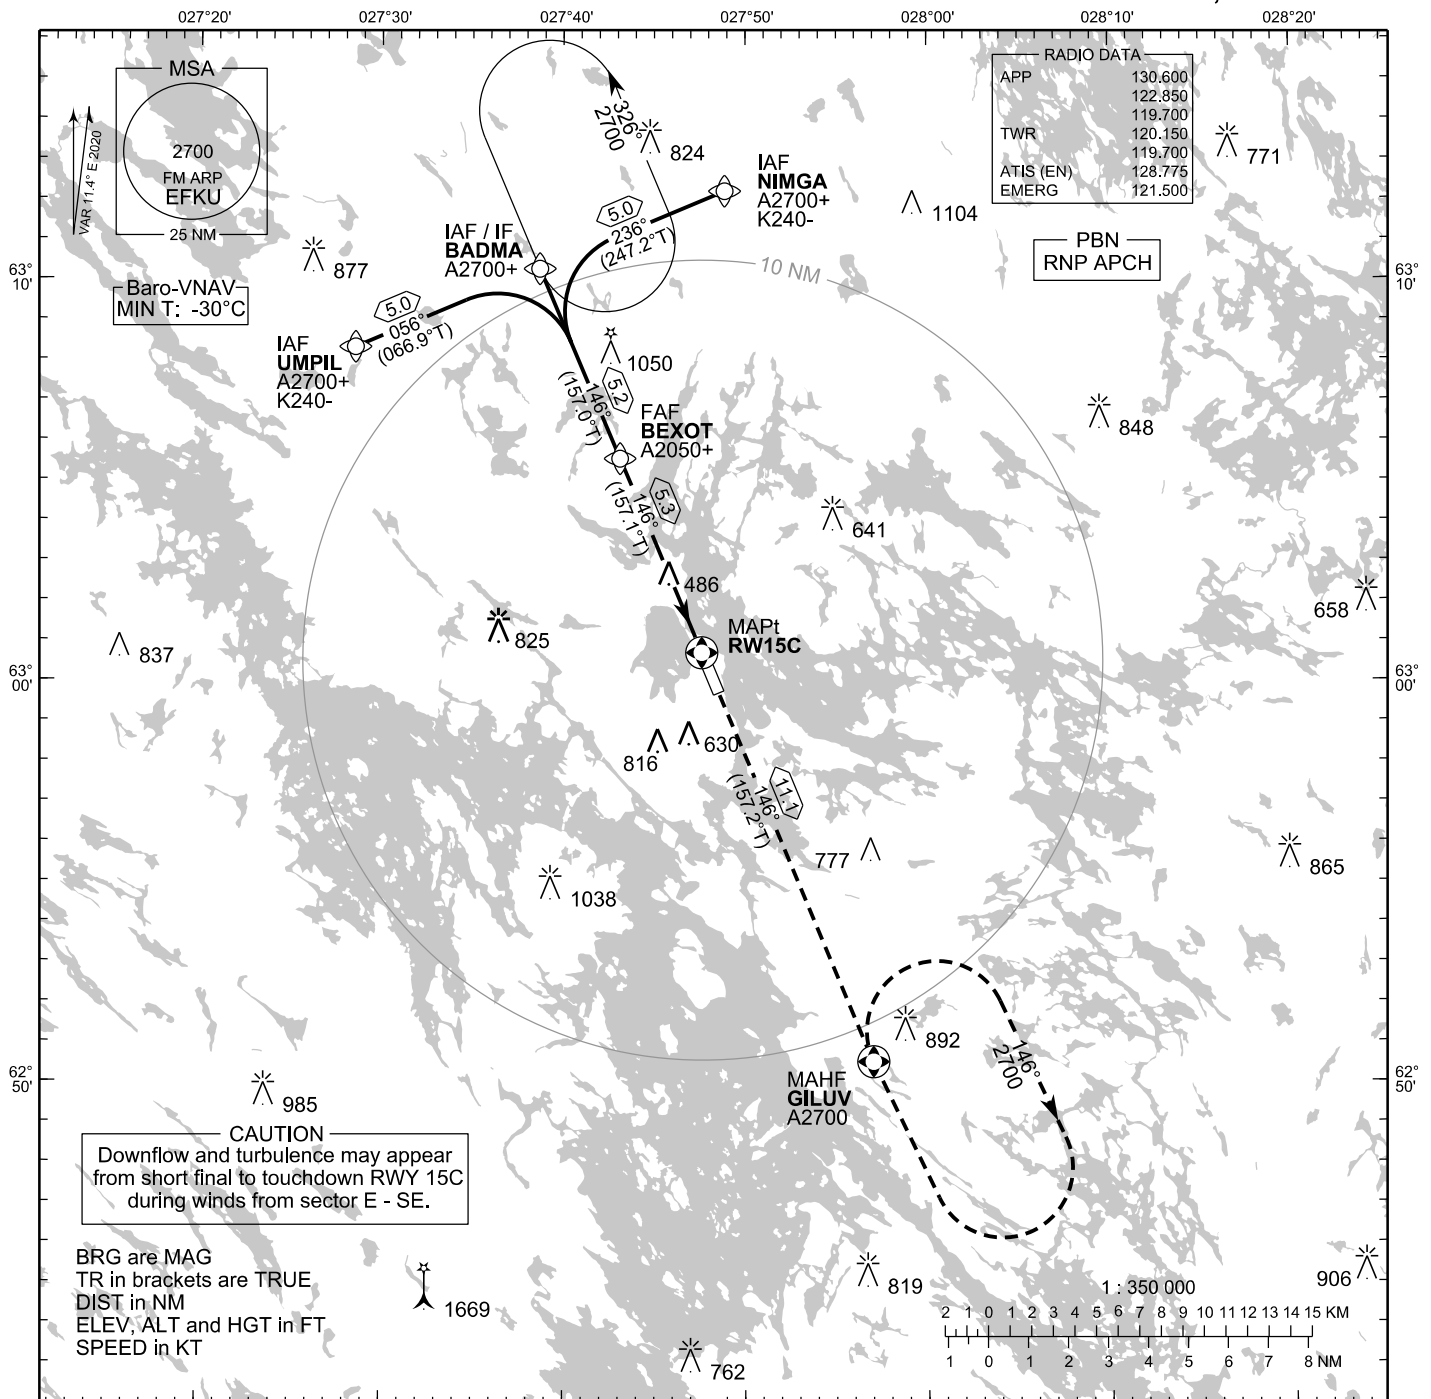 027°20'
027°30'
027°40'
027°50'
028°00'
028°10'
028°20'
MSA
2700
FM ARP
EFKU
25 NM
VAR 11.4° E 2020
Baro-VNAV
MIN T: -30°C
RADIO DATA
APP 130.600
122.850
119.700
TWR 120.150
119.700
ATIS (EN) 128.775
EMERG 121.500
PBN
RNP APCH
326°
2700
824
771
1104
877
IAF
NIMGA
A2700+
K240-
5.0
236°
(247.2°T)
IAF / IF
BADMA
A2700+
10 NM
63°
10'
63°
10'
5.0
056°
(066.9°T)
IAF
UMPIL
A2700+
K240-
1050
5.2
146°
(157.0°T)
FAF
BEXOT
A2050+
848
5.3
146°
(157.1°T)
641
486
658
825
837
MAPt
RW15C
63°
00'
63°
00'
816
630
11.1
146°
(157.2°T)
777
865
1038
892
146°
2700
MAHF
GILUV
A2700
62°
50'
62°
50'
985
CAUTION
Downflow and turbulence may appear
from short final to touchdown RWY 15C
during winds from sector E - SE.
BRG are MAG
TR in brackets are TRUE
DIST in NM
ELEV, ALT and HGT in FT
SPEED in KT
1669
819
906
762
1 : 350 000
2 1 0 1 2 3 4 5 6 7 8 9 10 11 12 13 14 15 KM
1 0 1 2 3 4 5 6 7 8 NM